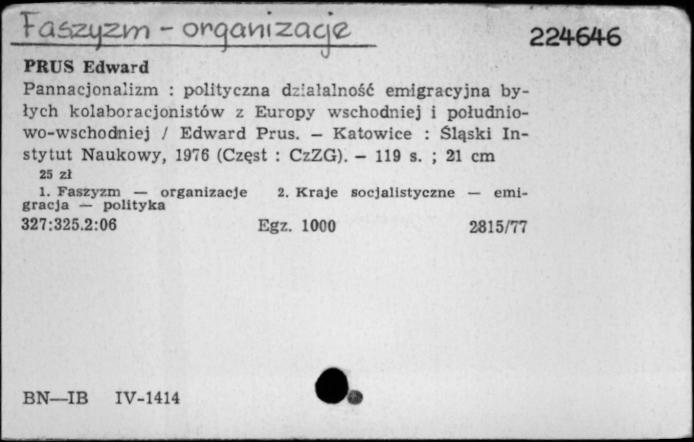 Faszyzm - organizacje
224646
PRUS Edward
Pannacjonalizm : polityczna działalność emigracyjna by-
łych kolaboracjonistów z Europy wschodniej i południo-
wo-wschodniej / Edward Prus. — Katowice : Śląski In-
stytut Naukowy, 1976 (Częst : CzZG). — 119 s. ; 21 cm
25 zł
1. Faszyzm — organizacje 2. Kraje socjalistyczne — emi-
gracja — polityka
327:325.2:06 Egz. 1000 2815/77
BN—IB IV-1414